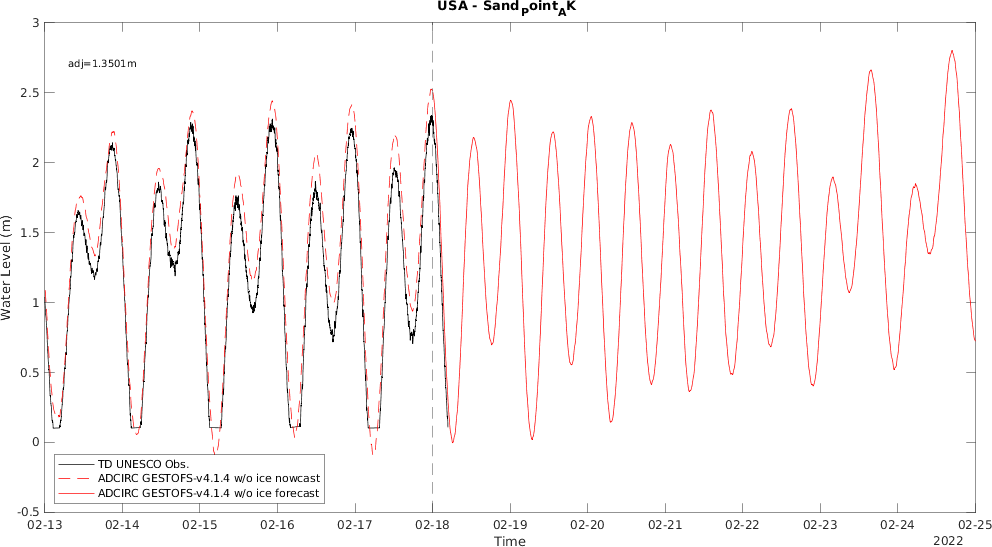 USA - SandPointAK
adj=1.3501m
3
2.5
2
1.5
1
0.5
0
-0.5
Water Level (m)
TD UNESCO Obs.
ADCIRC GESTOFS-v4.1.4 w/o ice nowcast
ADCIRC GESTOFS-v4.1.4 w/o ice forecast
02-13 02-14 02-15 02-16 02-17 02-18 02-19 02-20 02-21 02-22 02-23 02-24 02-25
Time
2022